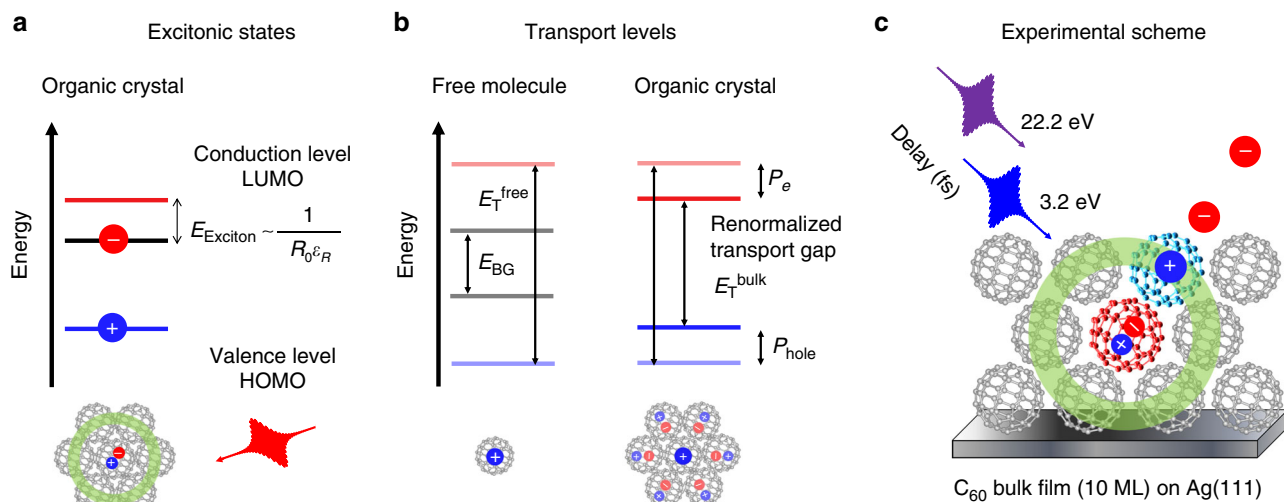 a
Excitonic states
Organic crystal
Energy
Conduction level
LUMO
−
E_Exciton ~ 1 / R₀ε_R
+
Valence level
HOMO
−
+
b
Transport levels
Free molecule
Organic crystal
Energy
E_T^free
E_BG
P_e
Renormalized
transport gap
E_T^bulk
P_hole
+
+
c
Experimental scheme
22.2 eV
Delay (fs)
3.2 eV
−
−
+
−
+
C₆₀ bulk film (10 ML) on Ag(111)